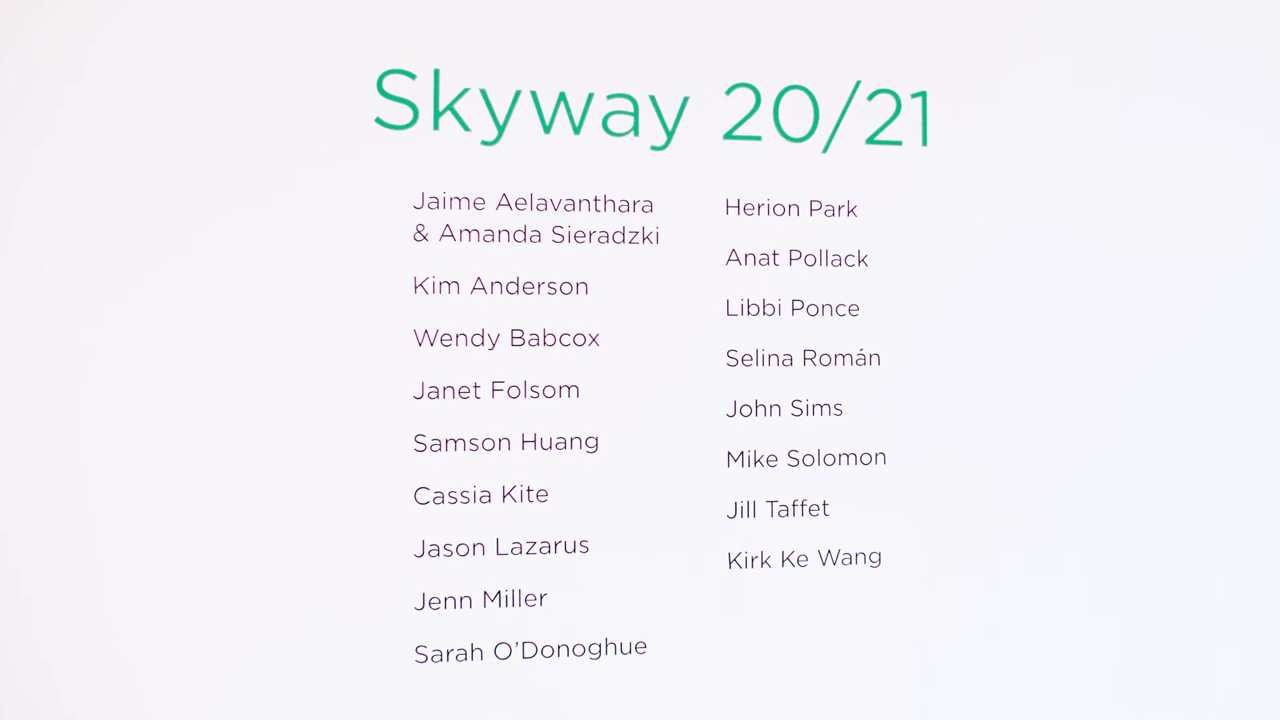 Skyway 20/21
Jaime Aelavanthara
& Amanda Sieradzki
Kim Anderson
Wendy Babcox
Janet Folsom
Samson Huang
Cassia Kite
Jason Lazarus
Jenn Miller
Sarah O’Donoghue
Herion Park
Anat Pollack
Libbi Ponce
Selina Román
John Sims
Mike Solomon
Jill Taffet
Kirk Ke Wang